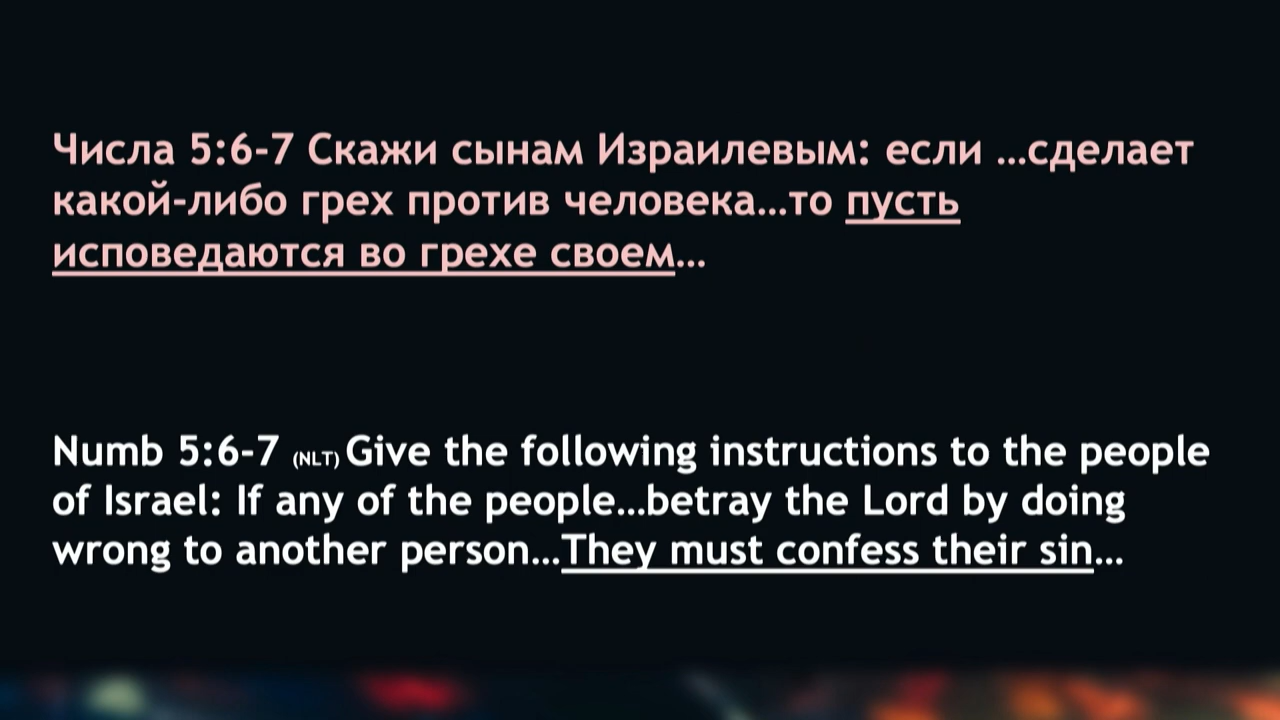 Числа 5:6-7 Скажи сынам Израилевым: если ...сделает
какой-либо грех против человека...то пусть
исповедаются во грехе своем...
Numb 5:6-7 (NLT) Give the following instructions to the people
of Israel: If any of the people...betray the Lord by doing
wrong to another person...They must confess their sin...